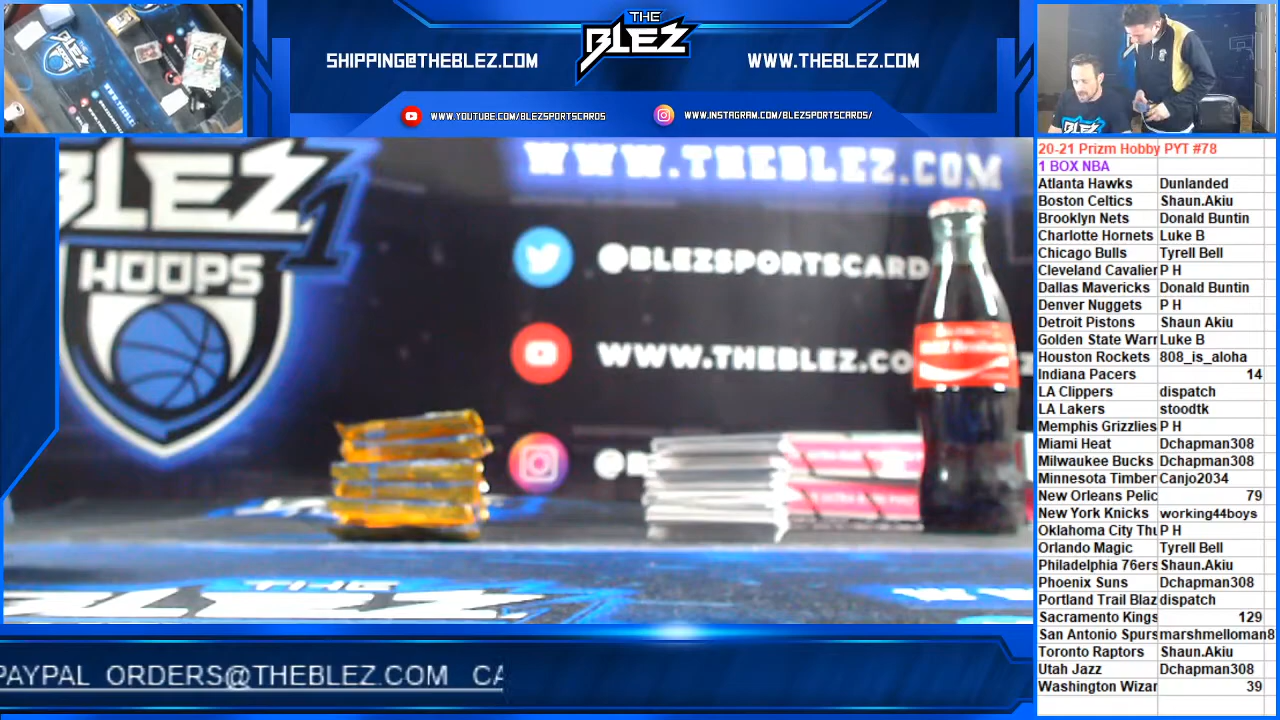 THE
BLEZ
SHIPPING@THEBLEZ.COM
WWW.THEBLEZ.COM
WWW.YOUTUBE.COM/BLEZSPORTSCARDS
WWW.INSTAGRAM.COM/BLEZSPORTSCARDS/
BLEZ
HOOPS
1
WWW.THEBLEZ.COM
@BLEZSPORTSCARD
WWW.THEBLEZ.CO
@B
THE
BLEZ
PAYPAL ORDERS@THEBLEZ.COM CA
20-21 Prizm Hobby PYT #78
1 BOX NBA
Atlanta Hawks Dunlanded
Boston Celtics Shaun.Akiu
Brooklyn Nets Donald Buntin
Charlotte Hornets Luke B
Chicago Bulls Tyrell Bell
Cleveland Cavalier P H
Dallas Mavericks Donald Buntin
Denver Nuggets P H
Detroit Pistons Shaun Akiu
Golden State Warr Luke B
Houston Rockets 808_is_aloha
Indiana Pacers 14
LA Clippers dispatch
LA Lakers stoodtk
Memphis Grizzlies P H
Miami Heat Dchapman308
Milwaukee Bucks Dchapman308
Minnesota Timber Canjo2034
New Orleans Pelic 79
New York Knicks working44boys
Oklahoma City Thu P H
Orlando Magic Tyrell Bell
Philadelphia 76ers Shaun.Akiu
Phoenix Suns Dchapman308
Portland Trail Blaz dispatch
Sacramento Kings 129
San Antonio Spurs marshmelloman8
Toronto Raptors Shaun.Akiu
Utah Jazz Dchapman308
Washington Wizar 39